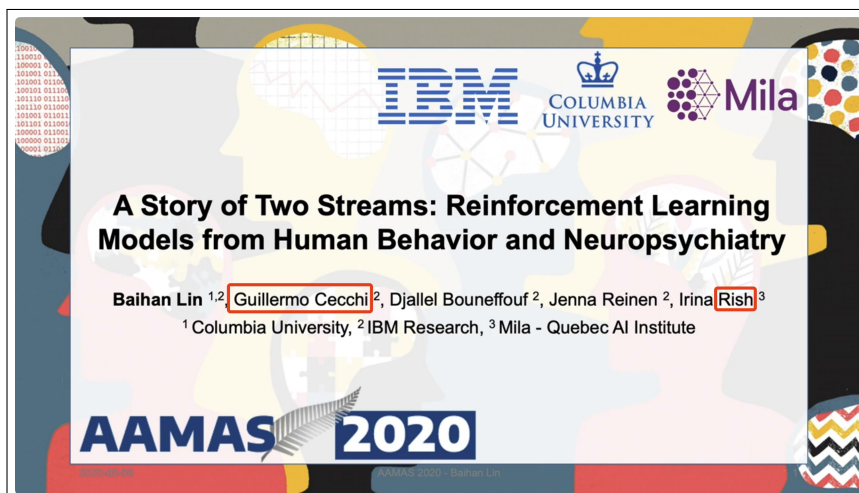 IBM
COLUMBIA
UNIVERSITY
Mila
A Story of Two Streams: Reinforcement Learning
Models from Human Behavior and Neuropsychiatry
Baihan Lin 1,2, Guillermo Cecchi 2, Djallel Bouneffouf 2, Jenna Reinen 2, Irina Rish 3
1 Columbia University, 2 IBM Research, 3 Mila - Quebec AI Institute
AAMAS 2020
AAMAS 2020 - Baihan Lin